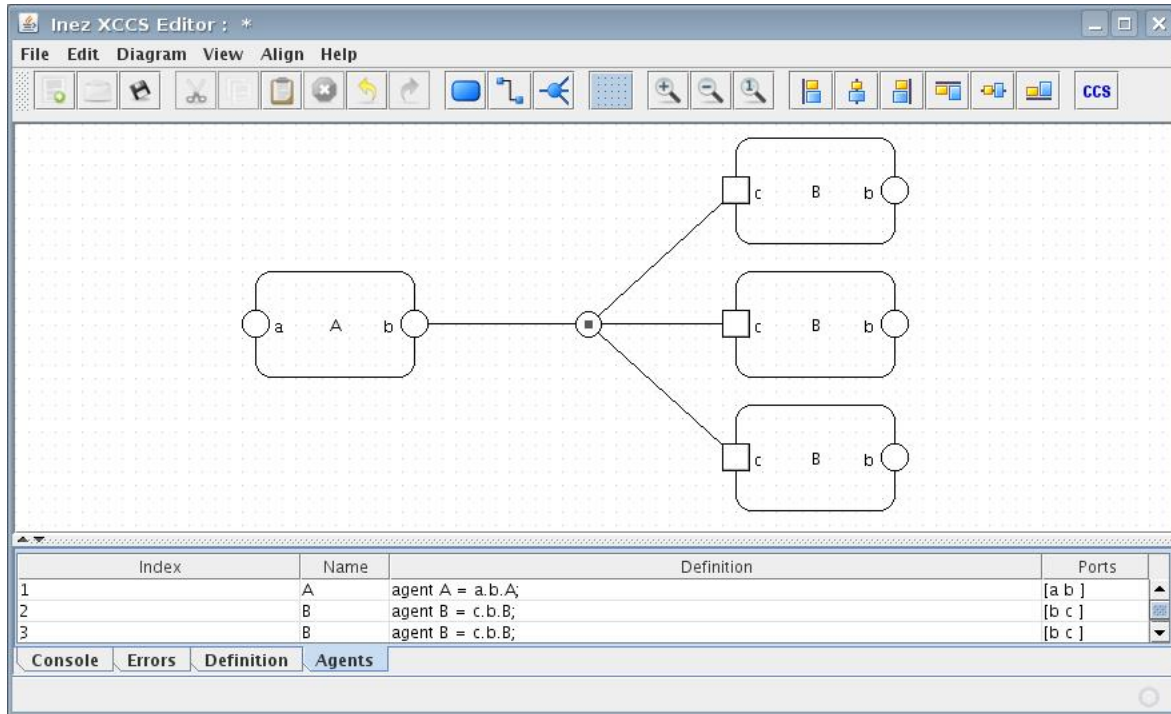 Inez XCCS Editor : *
File Edit Diagram View Align Help
CCS
c B b
a A b
c B b
c B b
Index Name Definition Ports
1 A agent A = a.b.A; [a b ]
2 B agent B = c.b.B; [b c ]
3 B agent B = c.b.B; [b c ]
Console Errors Definition Agents